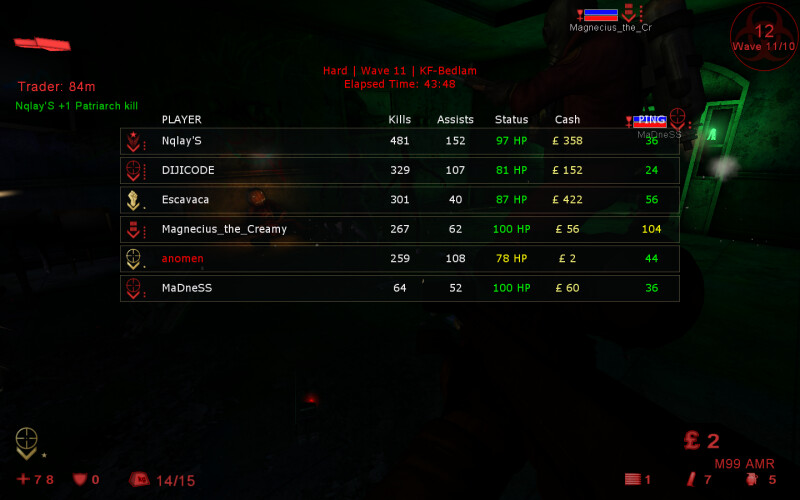 Magnecius_the_Cr
12
Wave 11/10
Trader: 84m
Hard | Wave 11 | KF-Bedlam
Elapsed Time: 43:48
Nqlay'S +1 Patriarch kill
PLAYER Kills Assists Status Cash PING
MaDneSS
Nqlay'S 481 152 97 HP £ 358 36
DIJICODE 329 107 81 HP £ 152 24
Escavaca 301 40 87 HP £ 422 56
Magnecius_the_Creamy 267 62 100 HP £ 56 104
anomen 259 108 78 HP £ 2 44
MaDneSS 64 52 100 HP £ 60 36
£ 2
M99 AMR
78 0 14/15 1 7 5